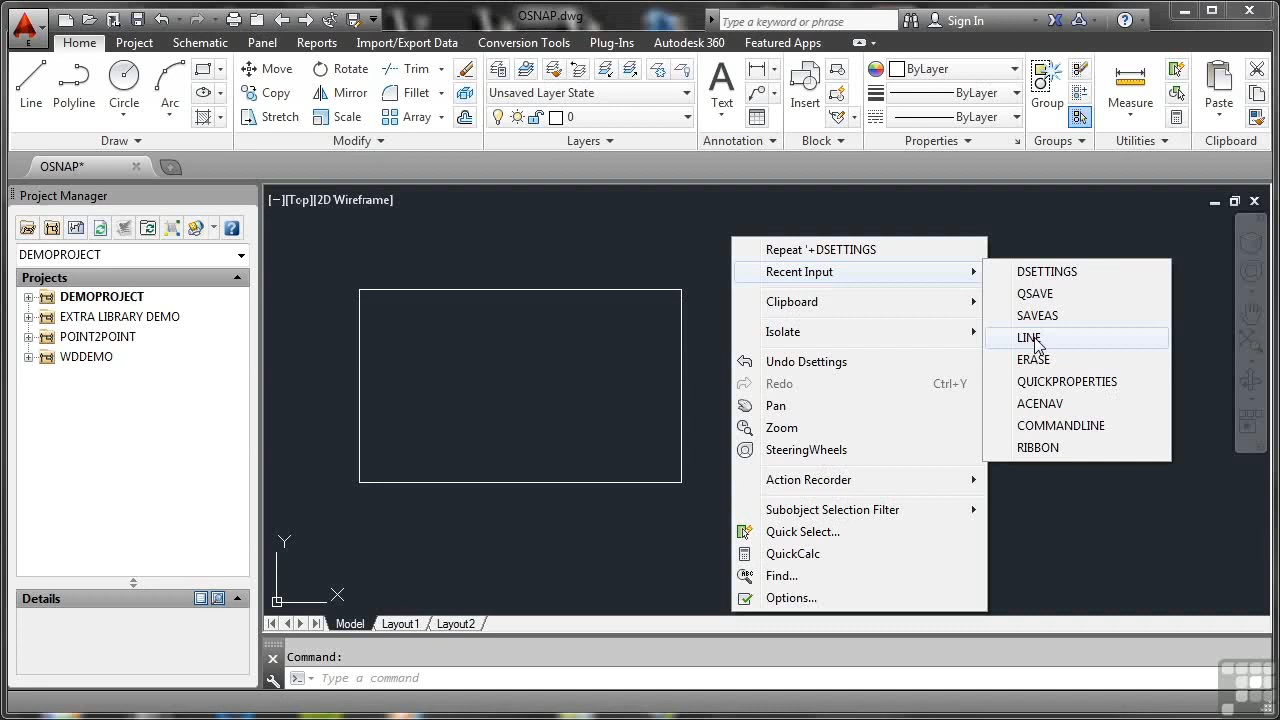 OSNAP.dwg
Type a keyword or phrase
Sign In
E
Home Project Schematic Panel Reports Import/Export Data Conversion Tools Plug-Ins Autodesk 360 Featured Apps
Line Polyline Circle Arc
Move Rotate Trim
Copy Mirror Fillet
Stretch Scale Array
Unsaved Layer State
0
Text
Insert
ByLayer
ByLayer
ByLayer
Group
Measure
Paste
Draw Modify Layers Annotation Block Properties Groups Utilities Clipboard
OSNAP*
Project Manager
DEMOPROJECT
Projects
DEMOPROJECT
EXTRA LIBRARY DEMO
POINT2POINT
WDDEMO
Details
[−][Top][2D Wireframe]
Repeat '+DSETTINGS
Recent Input
Clipboard
Isolate
Undo Dsettings
Redo Ctrl+Y
Pan
Zoom
SteeringWheels
Action Recorder
Subobject Selection Filter
Quick Select...
QuickCalc
Find...
Options...
DSETTINGS
QSAVE
SAVEAS
LINE
ERASE
QUICKPROPERTIES
ACENAV
COMMANDLINE
RIBBON
Y
X
Model Layout1 Layout2
Command:
Type a command